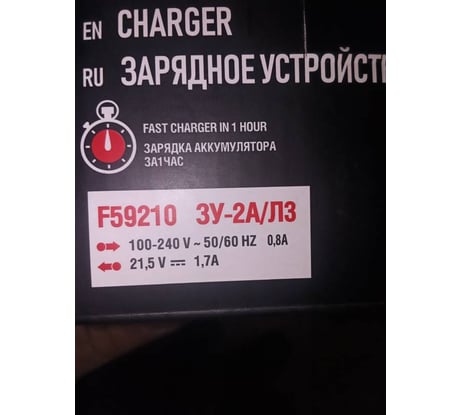 EN CHARGER
RU ЗАРЯДНОЕ УСТРОЙСТ
FAST CHARGER IN 1 HOUR
ЗАРЯДКА АККУМУЛЯТОРА
ЗА1ЧАС
F59210 ЗУ-2А/Л3
100-240 V ~ 50/60 HZ 0,8A
21,5 V ⎓ 1,7A